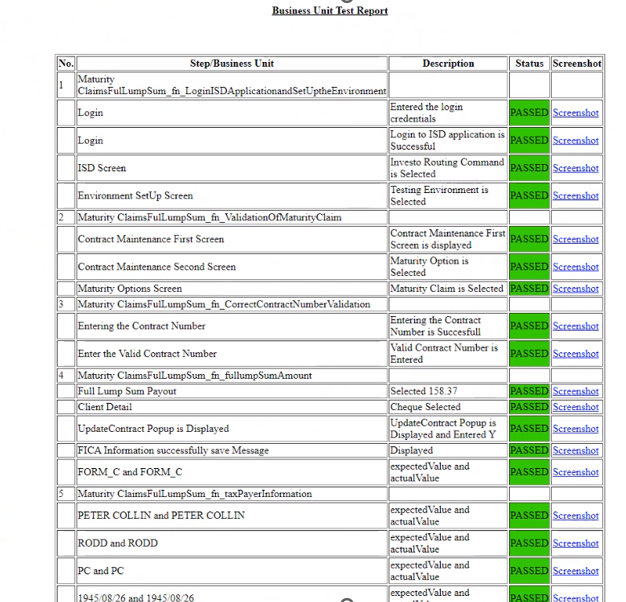 Business Unit Test Report
No. Step/Business Unit Description Status Screenshot
1 Maturity
ClaimsFulLumpSum_fn_LoginISDApplicationandSetUptheEnvironment
Login Entered the login
credentials PASSED Screenshot
Login Login to ISD application is
Successful PASSED Screenshot
ISD Screen Investo Routing Command
is Selected PASSED Screenshot
Environment SetUp Screen Testing Environment is
Selected PASSED Screenshot
2 Maturity ClaimsFulLumpSum_fn_ValidationOfMaturityClaim
Contract Maintenance First Screen Contract Maintenance First
Screen is displayed PASSED Screenshot
Contract Maintenance Second Screen Maturity Option is
Selected PASSED Screenshot
Maturity Options Screen Maturity Claim is Selected PASSED Screenshot
3 Maturity ClaimsFulLumpSum_fn_CorrectContractNumberValidation
Entering the Contract Number Entering the Contract
Number is Succesfull PASSED Screenshot
Enter the Valid Contract Number Valid Contract Number is
Entered PASSED Screenshot
4 Maturity ClaimsFulLumpSum_fn_fullumpSumAmount
Full Lump Sum Payout Selected 158.37 PASSED Screenshot
Client Detail Cheque Selected PASSED Screenshot
UpdateContract Popup is Displayed UpdateContract Popup is
Displayed and Entered Y PASSED Screenshot
FICA Information successfully save Message Displayed PASSED Screenshot
FORM_C and FORM_C expectedValue and
actualValue PASSED Screenshot
5 Maturity ClaimsFulLumpSum_fn_taxPayerInformation
PETER COLLIN and PETER COLLIN expectedValue and
actualValue PASSED Screenshot
RODD and RODD expectedValue and
actualValue PASSED Screenshot
PC and PC expectedValue and
actualValue PASSED Screenshot
1945/08/26 and 1945/08/26 expectedValue and PASSED Screenshot